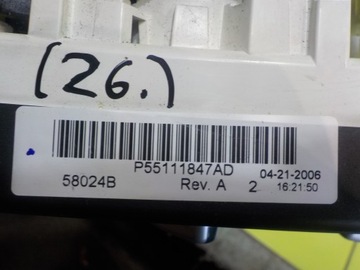 (26.)
P55111847AD 04-21-2006
58024B Rev. A 2 16:21:50